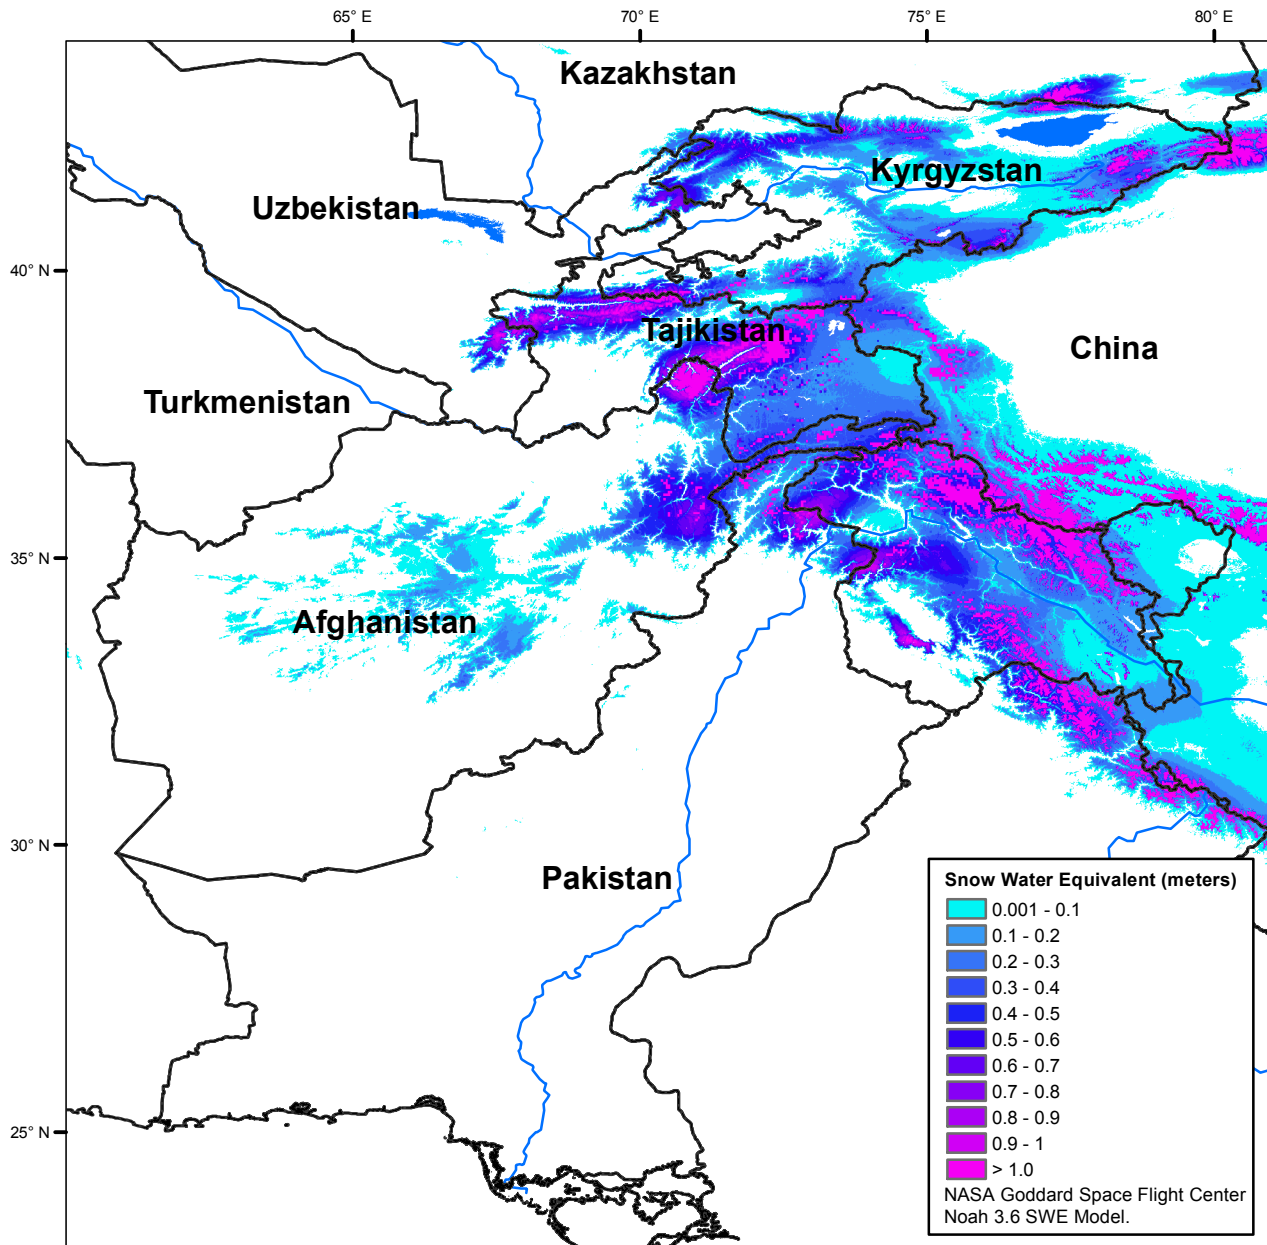 65° E
70° E
75° E
80° E
Kazakhstan
Kyrgyzstan
Uzbekistan
40° N
Tajikistan
China
Turkmenistan
35° N
Afghanistan
30° N
Pakistan
25° N
Snow Water Equivalent (meters)
0.001 - 0.1
0.1 - 0.2
0.2 - 0.3
0.3 - 0.4
0.4 - 0.5
0.5 - 0.6
0.6 - 0.7
0.7 - 0.8
0.8 - 0.9
0.9 - 1
> 1.0
NASA Goddard Space Flight Center
Noah 3.6 SWE Model.